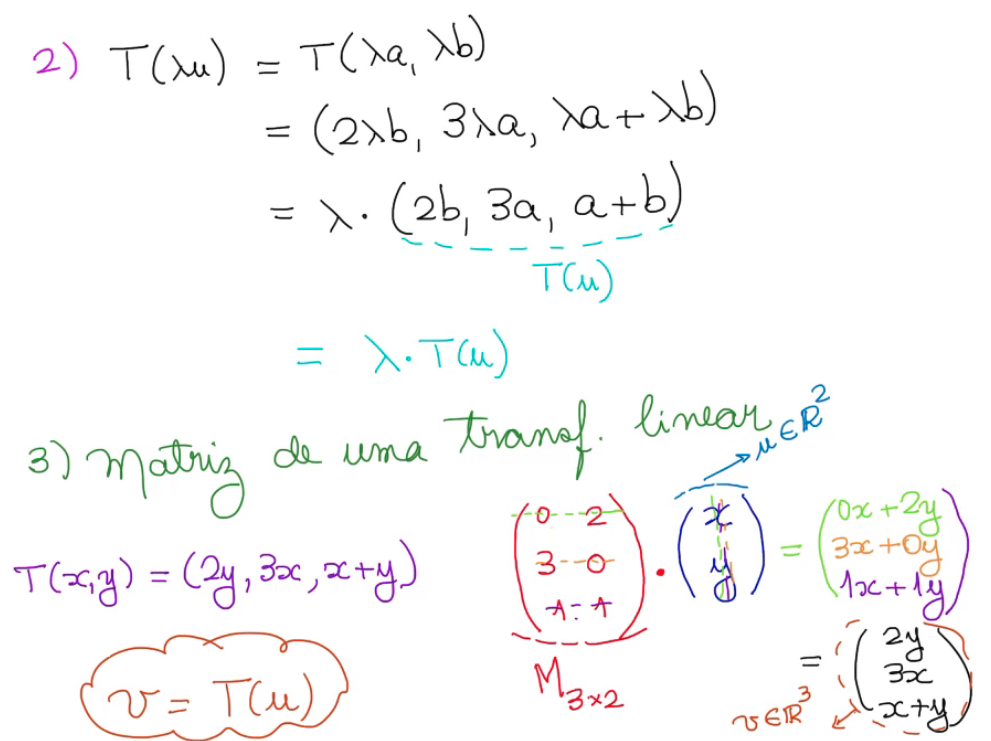 2) T(λu) = T(λa, λb)
= (2λb, 3λa, λa + λb)
= λ· (2b, 3a, a+b)
T(u)
= λ·T(u)
3) Matriz de uma transf. linear
u ∈ ℝ²
T(x,y) = (2y, 3x, x+y)
(0 2
3 0
1 1) · (x
y) = (0x + 2y
3x + 0y
1x + 1y)
M 3×2
= (2y
3x
x+y)
v ∈ ℝ³
v = T(u)